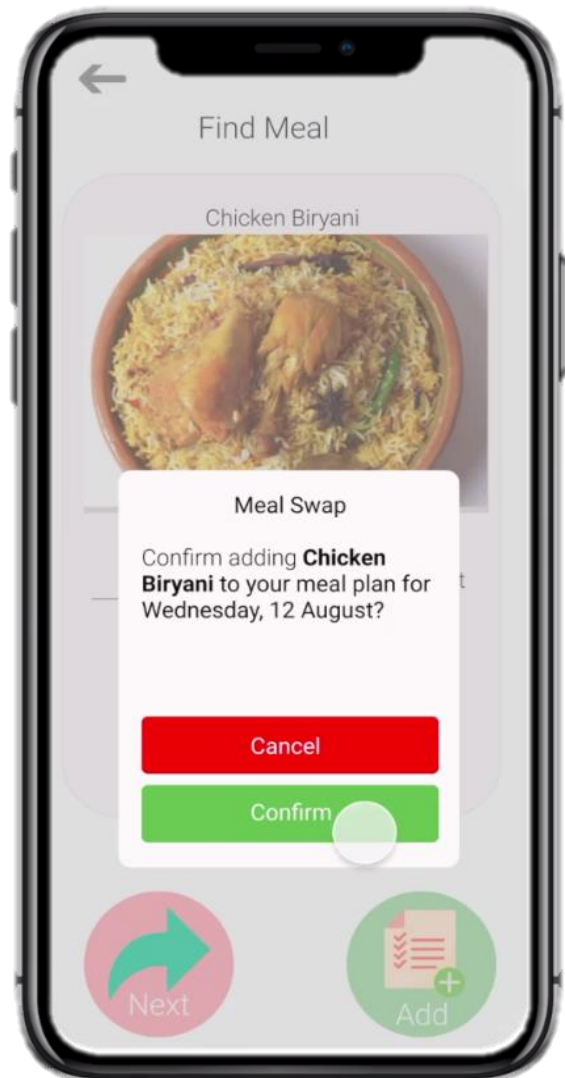 Find Meal
Chicken Biryani
Meal Swap
Confirm adding Chicken
Biryani to your meal plan for
Wednesday, 12 August?
Cancel
Confirm
Next
Add